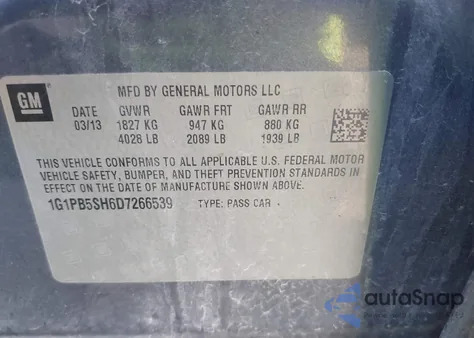 GM
MFD BY GENERAL MOTORS LLC
DATE GVWR GAWR FRT GAWR RR
03/13 1827 KG 947 KG 880 KG
4028 LB 2089 LB 1939 LB
THIS VEHICLE CONFORMS TO ALL APPLICABLE U.S. FEDERAL MOTOR
VEHICLE SAFETY, BUMPER, AND THEFT PREVENTION STANDARDS IN
EFFECT ON THE DATE OF MANUFACTURE SHOWN ABOVE.
1G1PB5SH6D7266539 TYPE: PASS CAR
autoSnap